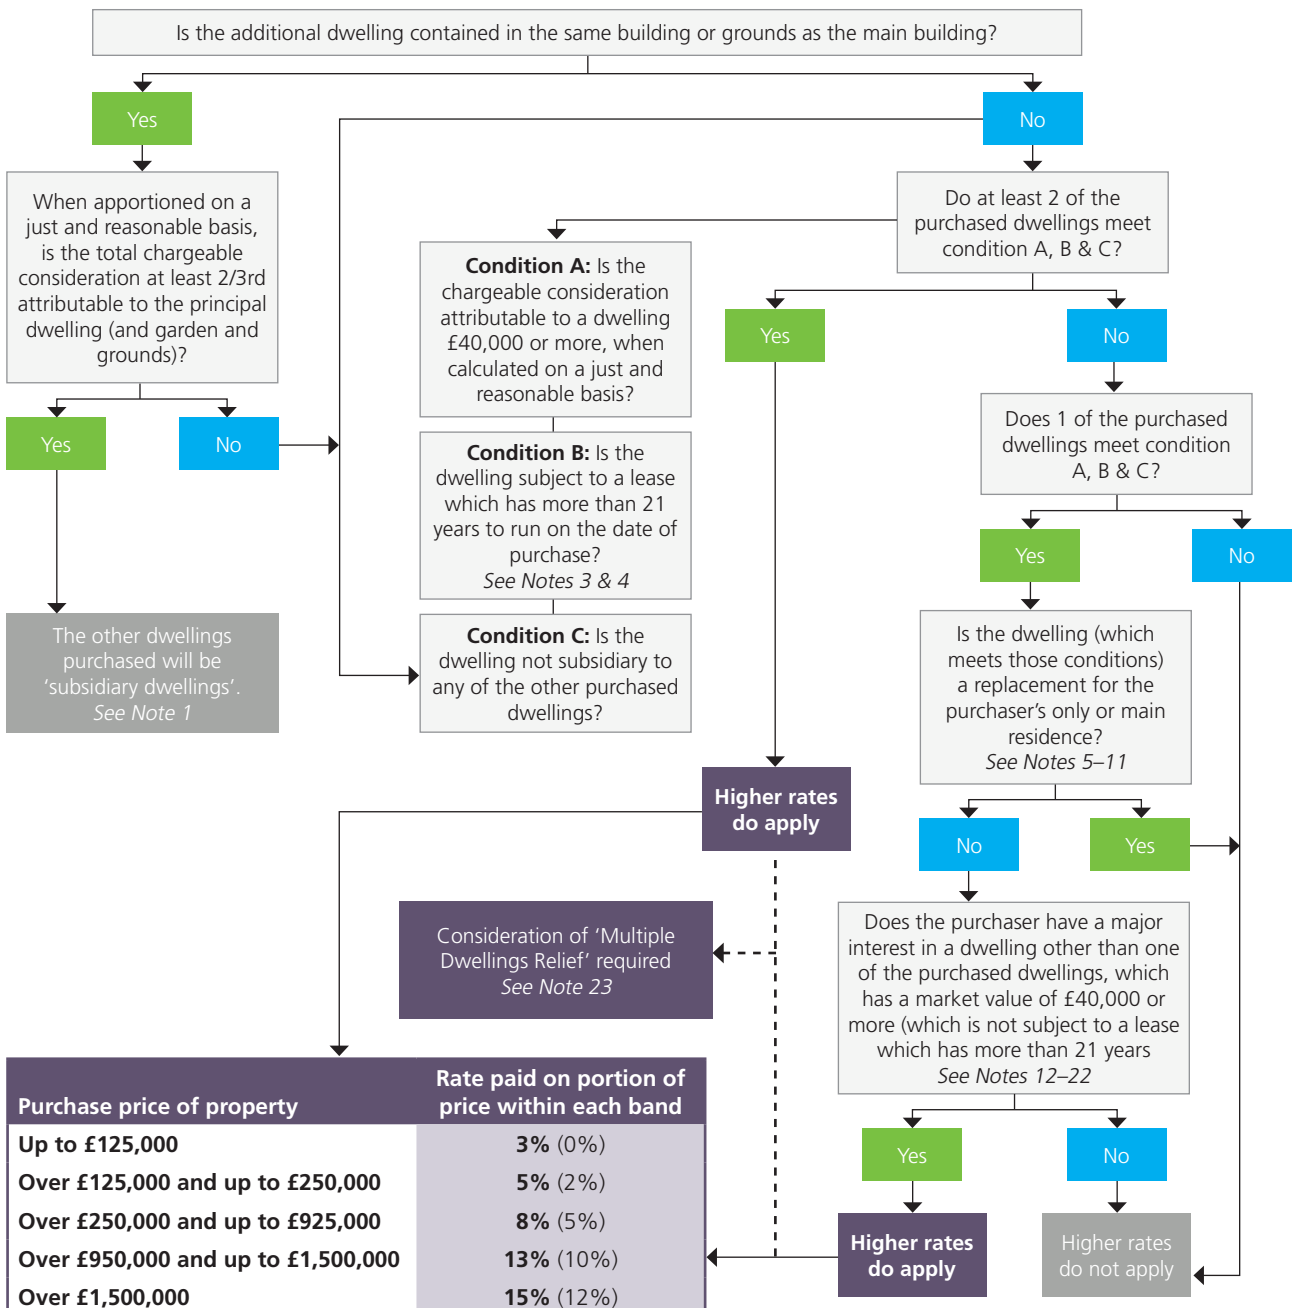 Is the additional dwelling contained in the same building or grounds as the main building?
Yes
No
When apportioned on a
just and reasonable basis,
is the total chargeable
consideration at least 2/3rd
attributable to the principal
dwelling (and garden and
grounds)?
Yes
No
The other dwellings
purchased will be
‘subsidiary dwellings‘.
See Note 1
Do at least 2 of the
purchased dwellings meet
condition A, B & C?
Condition A: Is the
chargeable consideration
attributable to a dwelling
£40,000 or more, when
calculated on a just and
reasonable basis?
Condition B: Is the
dwelling subject to a lease
which has more than 21
years to run on the date of
purchase?
See Notes 3 & 4
Condition C: Is the
dwelling not subsidiary to
any of the other purchased
dwellings?
Yes
No
Does 1 of the purchased
dwellings meet condition
A, B & C?
Yes
No
Is the dwelling (which
meets those conditions)
a replacement for the
purchaser’s only or main
residence?
See Notes 5–11
No
Yes
Higher rates
do apply
Consideration of ‘Multiple
Dwellings Relief’ required
See Note 23
Does the purchaser have a major
interest in a dwelling other than one
of the purchased dwellings, which
has a market value of £40,000 or
more (which is not subject to a lease
which has more than 21 years
See Notes 12–22
Yes
No
Higher rates
do apply
Higher rates
do not apply
Purchase price of property
Rate paid on portion of
price within each band
Up to £125,000 3% (0%)
Over £125,000 and up to £250,000 5% (2%)
Over £250,000 and up to £925,000 8% (5%)
Over £950,000 and up to £1,500,000 13% (10%)
Over £1,500,000 15% (12%)